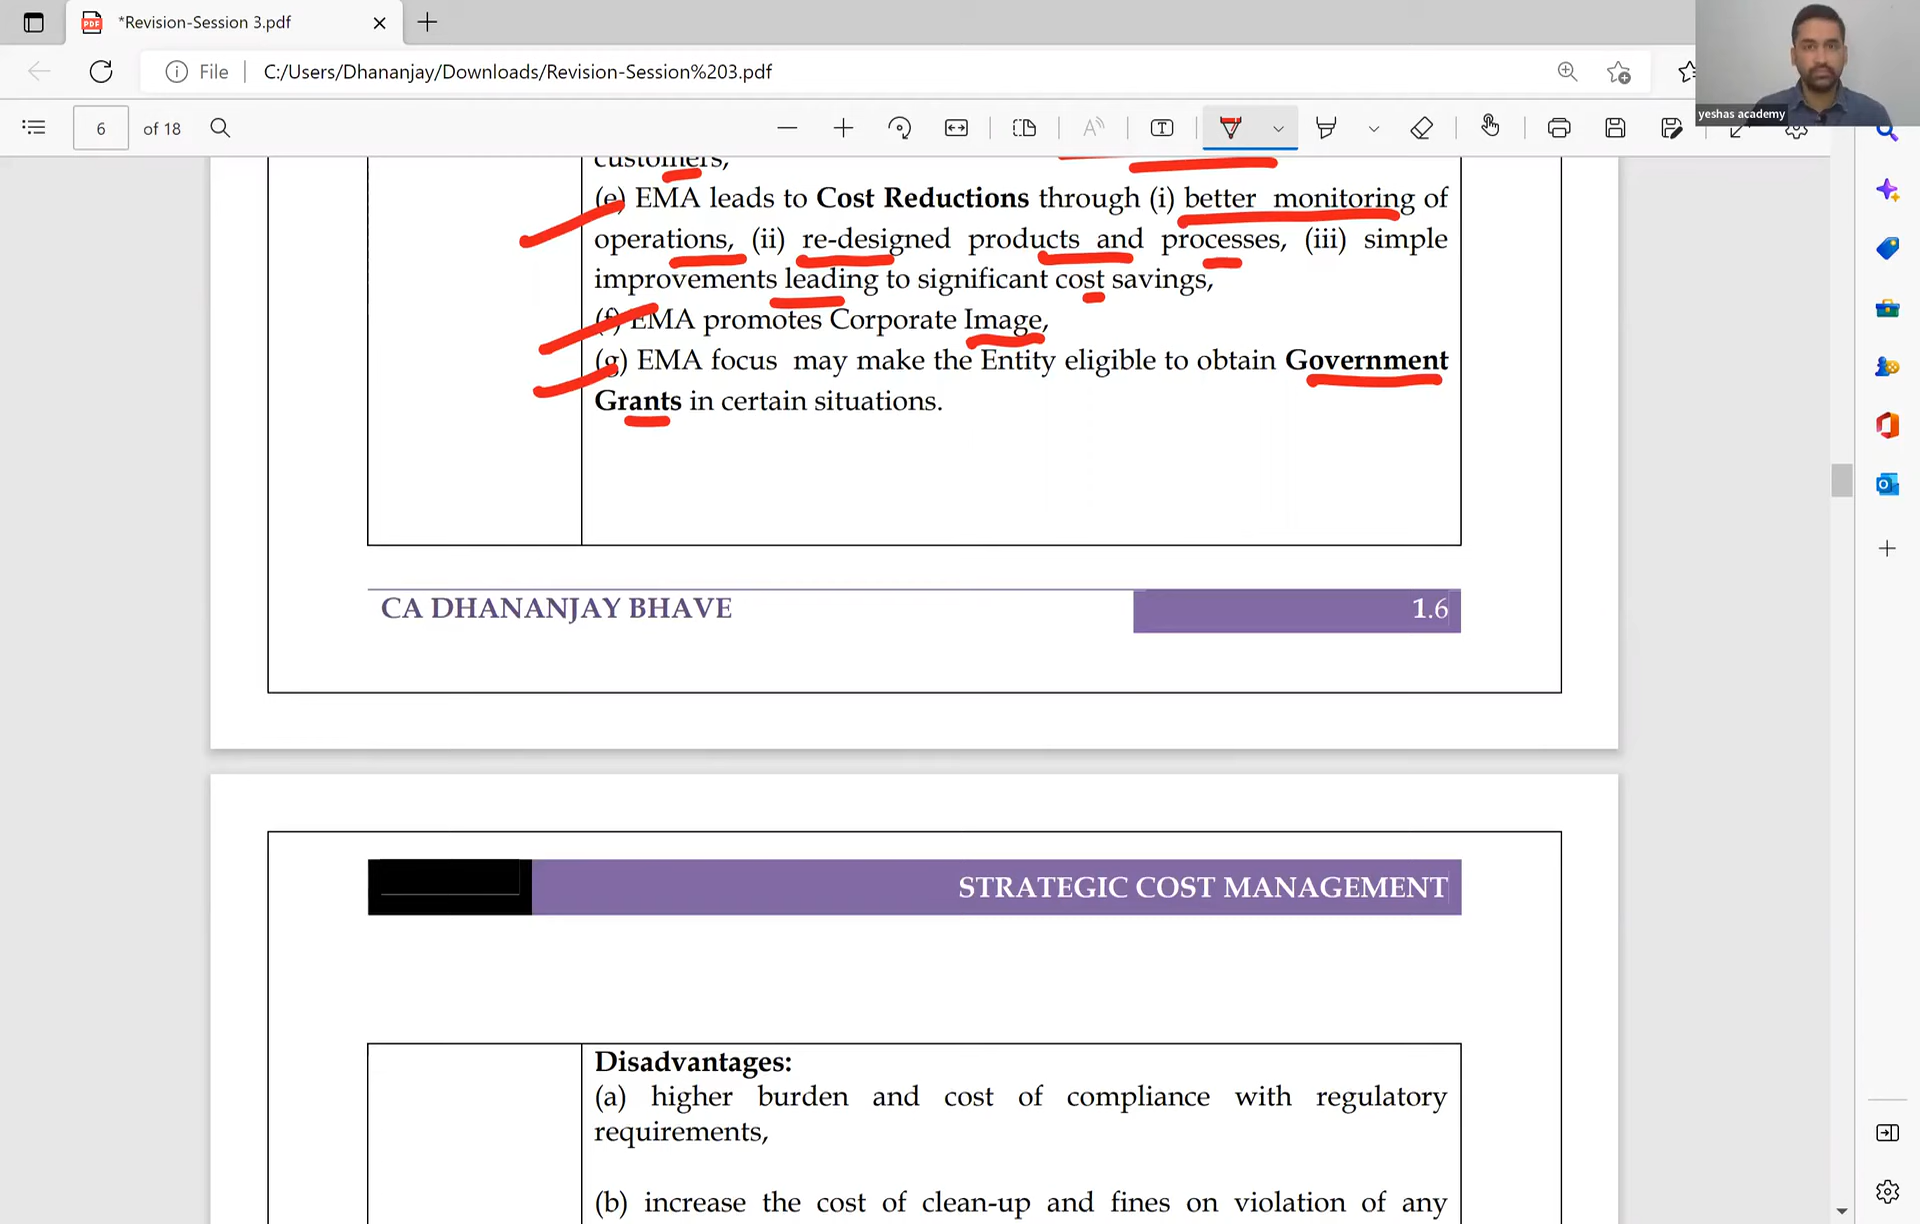 *Revision-Session 3.pdf
File C:/Users/Dhananjay/Downloads/Revision-Session%203.pdf
6 of 18
yeshas academy
customers,
(e) EMA leads to Cost Reductions through (i) better monitoring of
operations, (ii) re-designed products and processes, (iii) simple
improvements leading to significant cost savings,
(f) EMA promotes Corporate Image,
(g) EMA focus may make the Entity eligible to obtain Government
Grants in certain situations.
CA DHANANJAY BHAVE 1.6
STRATEGIC COST MANAGEMENT
Disadvantages:
(a) higher burden and cost of compliance with regulatory
requirements,
(b) increase the cost of clean-up and fines on violation of any